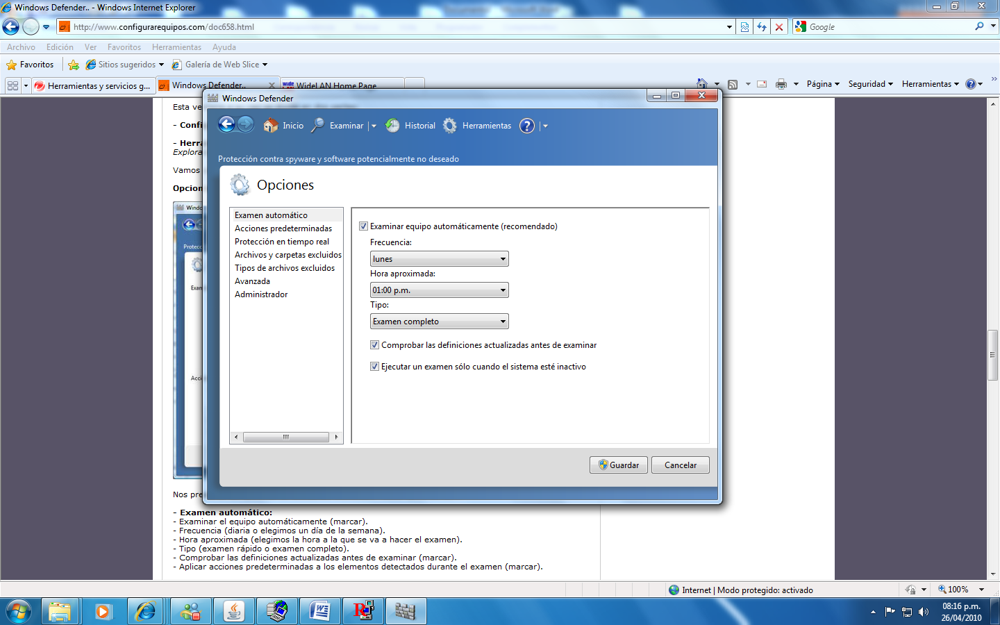 Windows Defender.. - Windows Internet Explorer
http://www.configurarequipos.com/doc658.html
Google
Archivo Edición Ver Favoritos Herramientas Ayuda
Favoritos Sitios sugeridos Galería de Web Slice
Herramientas y servicios g... Windows Defender.. WideLAN Home Page
Página Seguridad Herramientas
Windows Defender
Inicio Examinar Historial Herramientas
Protección contra spyware y software potencialmente no deseado
Opciones
Examen automático
Acciones predeterminadas
Protección en tiempo real
Archivos y carpetas excluidos
Tipos de archivos excluidos
Avanzada
Administrador
Examinar equipo automáticamente (recomendado)
Frecuencia:
lunes
Hora aproximada:
01:00 p.m.
Tipo:
Examen completo
Comprobar las definiciones actualizadas antes de examinar
Ejecutar un examen sólo cuando el sistema esté inactivo
Guardar Cancelar
Esta ve
- Confi
- Herra
Explora
Vamos
Opcion
Windo
Protecc
Exam
Acci
Nos pre
- Examen automático:
- Examinar el equipo automáticamente (marcar).
- Frecuencia (diaria o elegimos un día de la semana).
- Hora aproximada (elegimos la hora a la que se va a hacer el examen).
- Tipo (examen rápido o examen completo).
- Comprobar las definiciones actualizadas antes de examinar (marcar).
- Aplicar acciones predeterminadas a los elementos detectados durante el examen (marcar).
Internet | Modo protegido: activado
100%
08:16 p.m.
26/04/2010